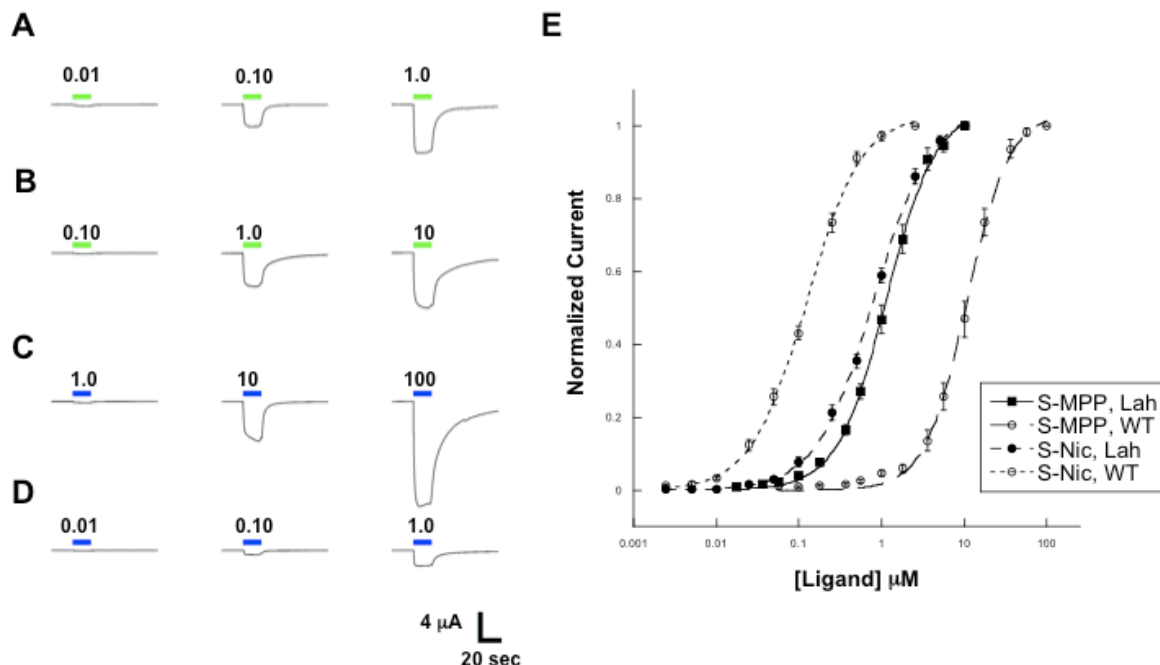 A
0.01 0.10 1.0
B
0.10 1.0 10
C
1.0 10 100
D
0.01 0.10 1.0
4 μA
20 sec
E
Normalized Current
1
0.8
0.6
0.4
0.2
0
0.001 0.01 0.1 1 10 100
[Ligand] μM
S-MPP, Lah
S-MPP, WT
S-Nic, Lah
S-Nic, WT